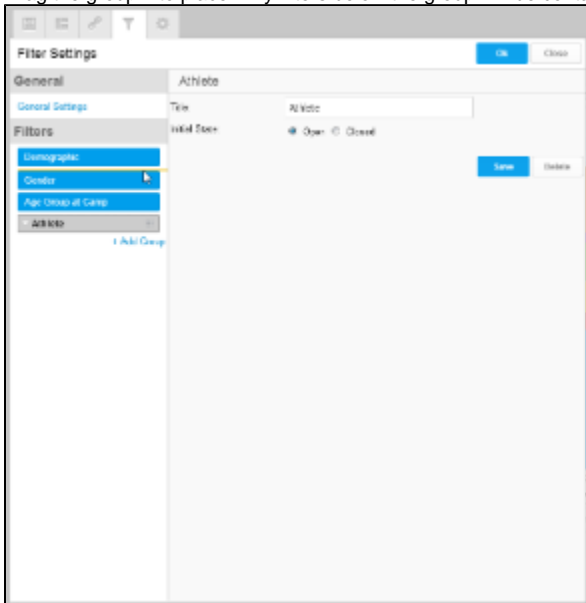 Filter Settings
Ok
Close
General
Athlete
General Settings
Title
Athlete
Initial State
Open
Closed
Filters
Demographic
Save
Delete
Gender
Age Group at Camp
Athlete
+ Add Group